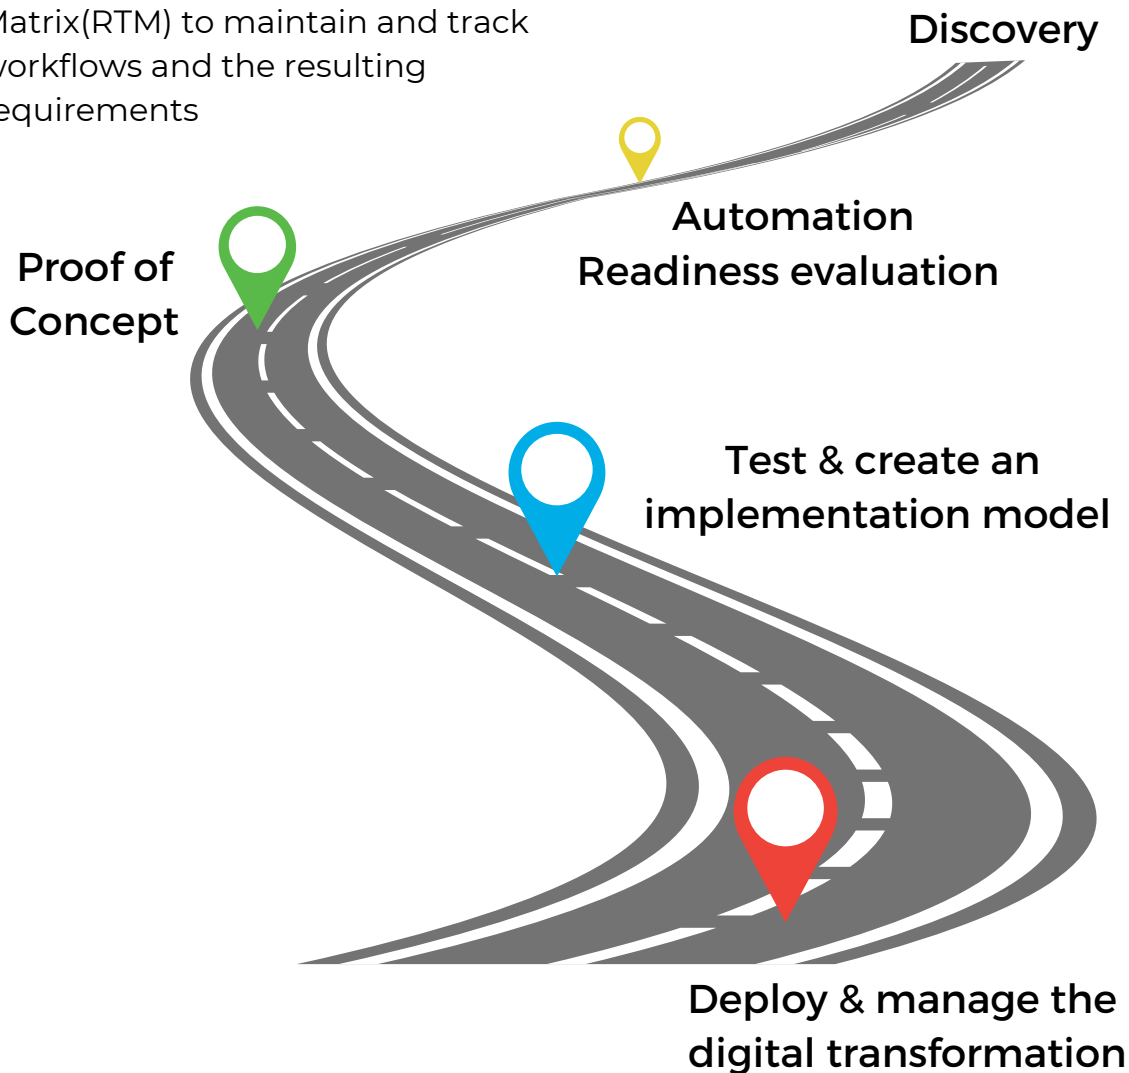 Matrix(RTM) to maintain and track
workflows and the resulting
requirements
Discovery
Automation
Readiness evaluation
Proof of
Concept
Test & create an
implementation model
Deploy & manage the
digital transformation